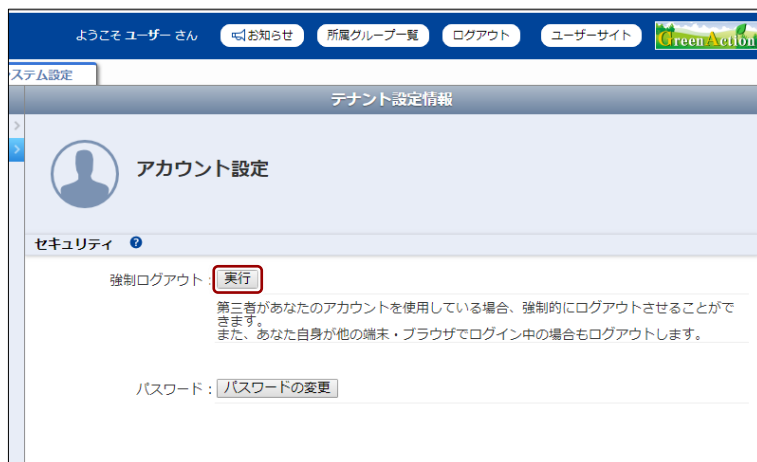 ようこそ ユーザー さん お知らせ 所属グループ一覧 ログアウト ユーザーサイト Green Action
ステム設定
テナント設定情報
アカウント設定
セキュリティ ?
強制ログアウト : 実行
第三者があなたのアカウントを使用している場合、強制的にログアウトさせることがで
きます。
また、あなた自身が他の端末・ブラウザでログイン中の場合もログアウトします。
パスワード : パスワードの変更